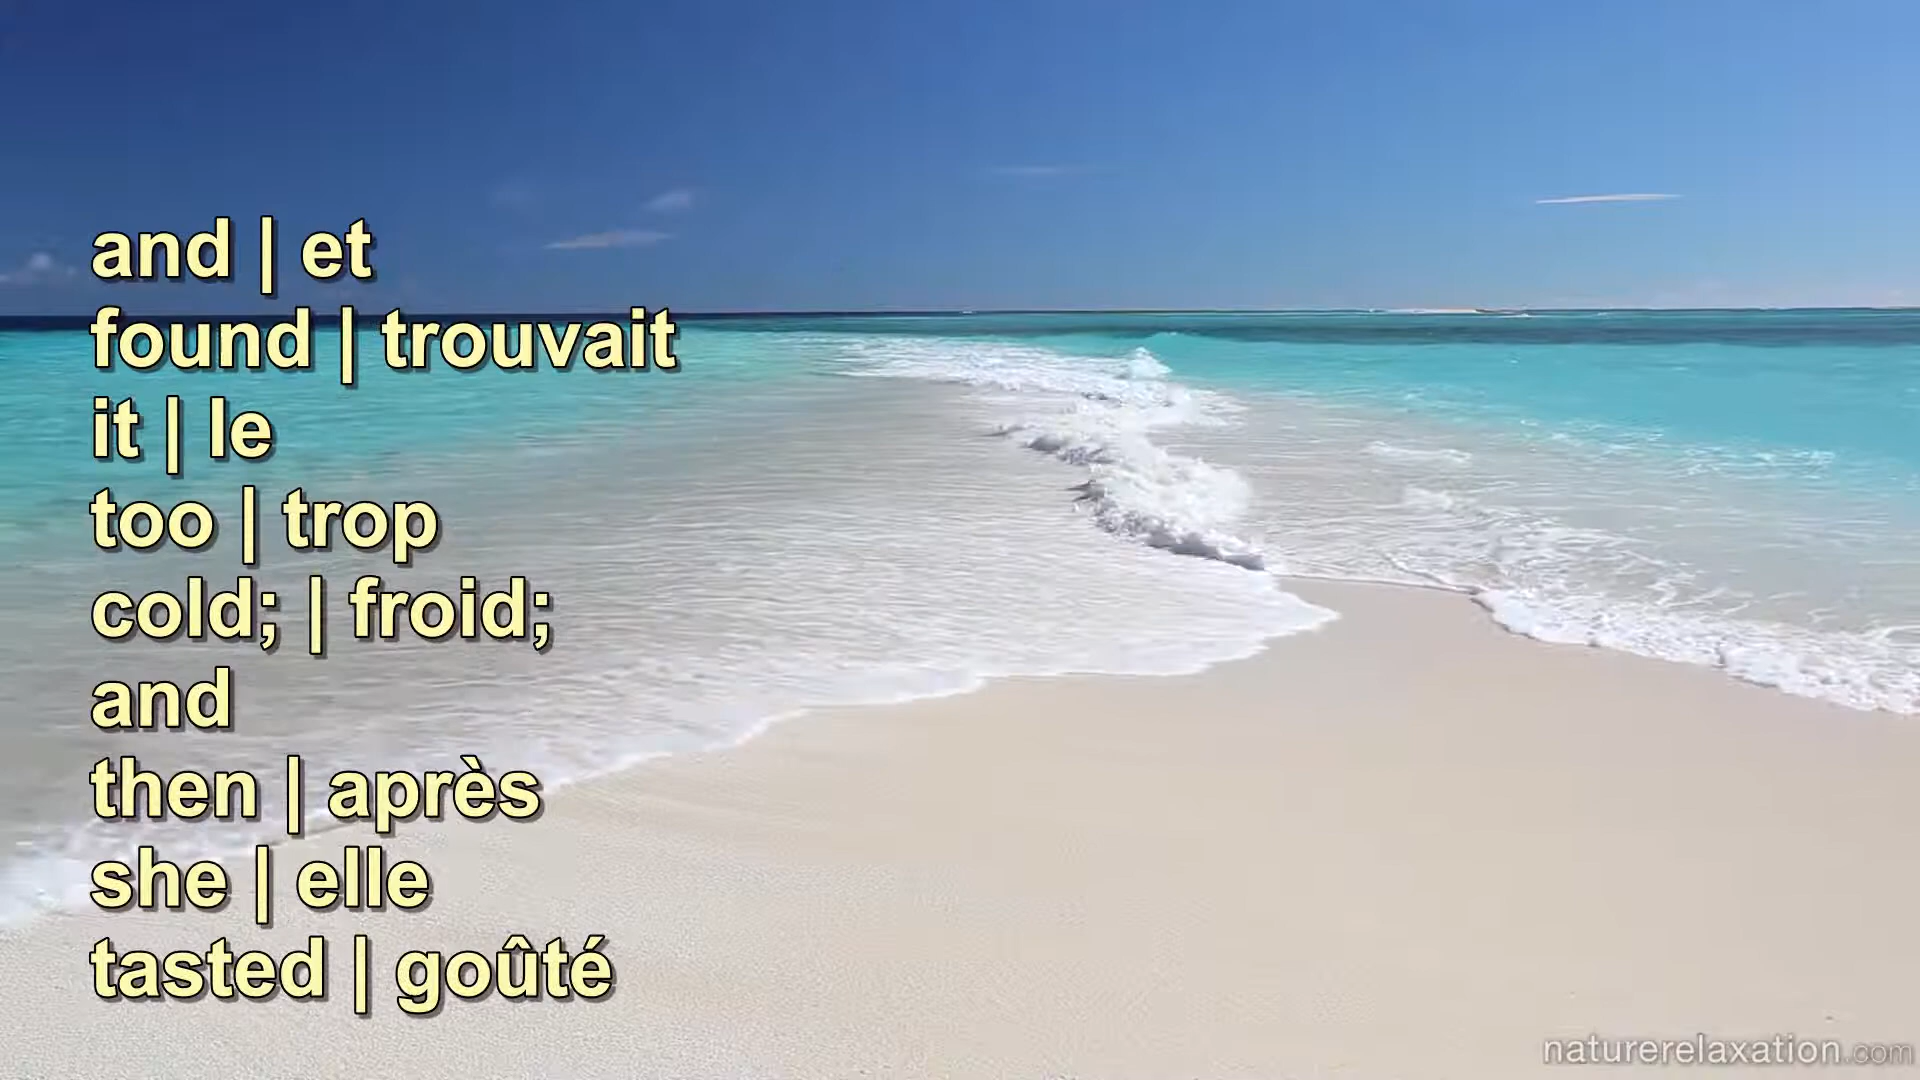 and | et
found | trouvait
it | le
too | trop
cold; | froid;
and
then | après
she | elle
tasted | goûté
naturerelaxation.com